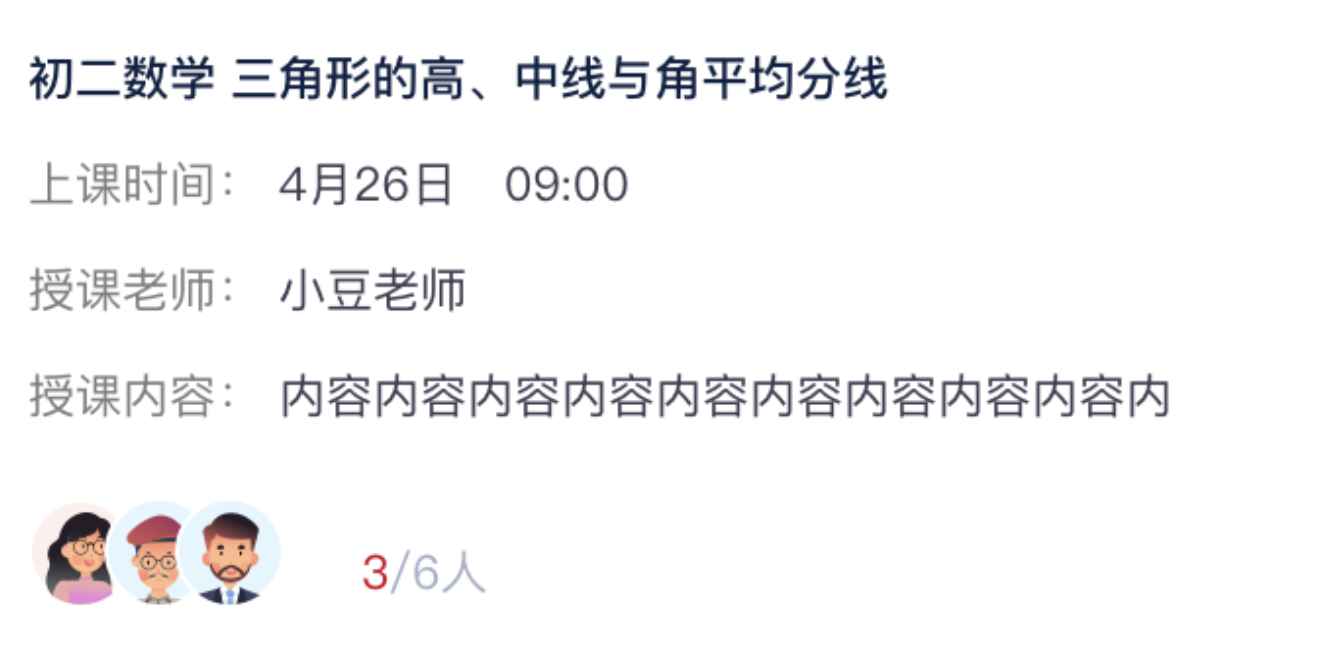 初二数学 三角形的高、中线与角平均分线
上课时间： 4月26日 09:00
授课老师： 小豆老师
授课内容： 内容内容内容内容内容内容内容内容内容内
3/6人